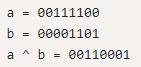 a = 00111100
b = 00001101
a ^ b = 00110001